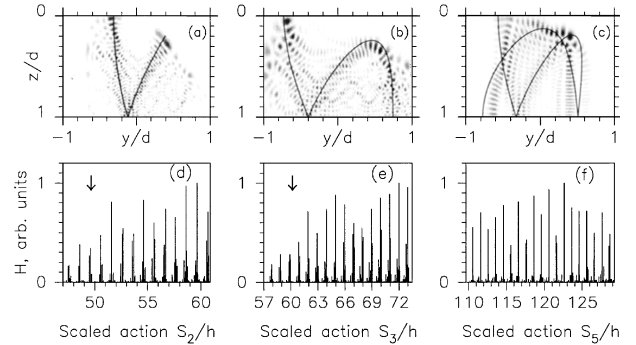 0 (a) 0 (b) 0 (c)
z/d
1 1 1
−1 y/d 1 −1 y/d 1 −1 y/d 1
H, arb. units
1 (d) 1 (e) 1 (f)
0 0 0
50 55 60 57 60 63 66 69 72 110 115 120 125
Scaled action S2/h Scaled action S3/h Scaled action S5/h